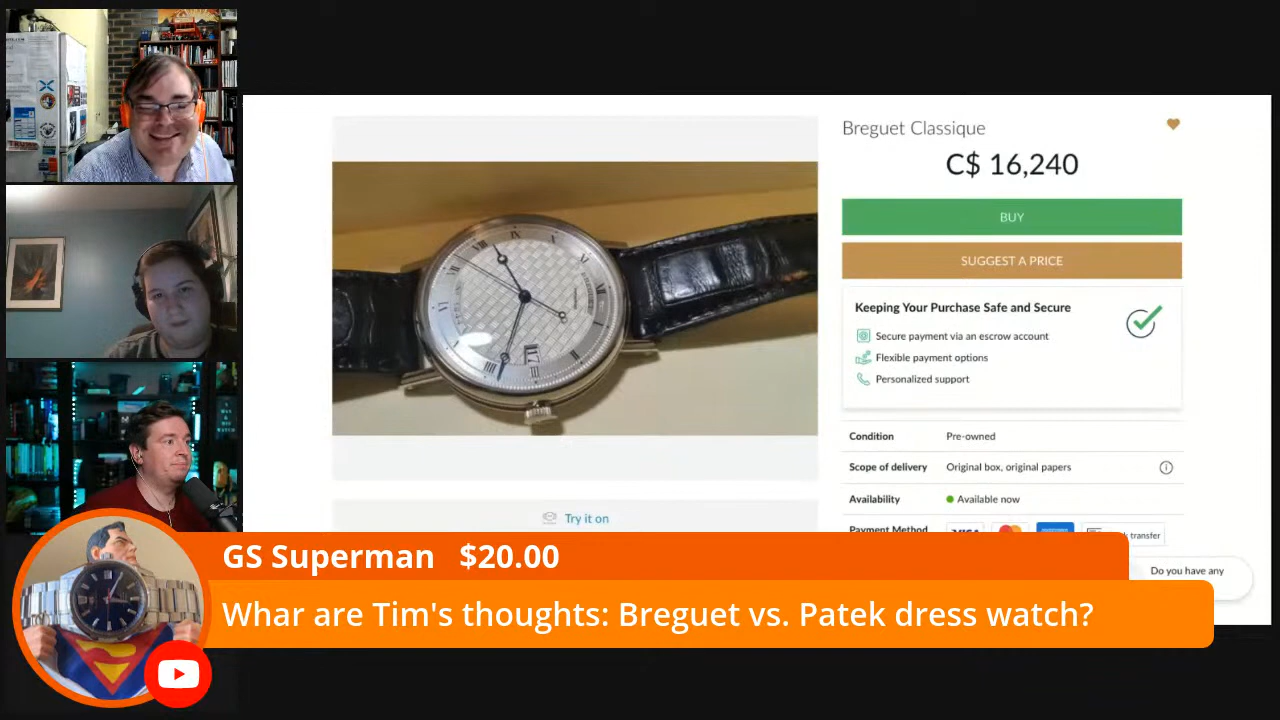 Breguet Classique
C$ 16,240
BUY
SUGGEST A PRICE
Keeping Your Purchase Safe and Secure
Secure payment via an escrow account
Flexible payment options
Personalized support
Condition Pre-owned
Scope of delivery Original box, original papers
Availability Available now
Payment Method
transfer
Try it on
Do you have any
GS Superman $20.00
Whar are Tim's thoughts: Breguet vs. Patek dress watch?